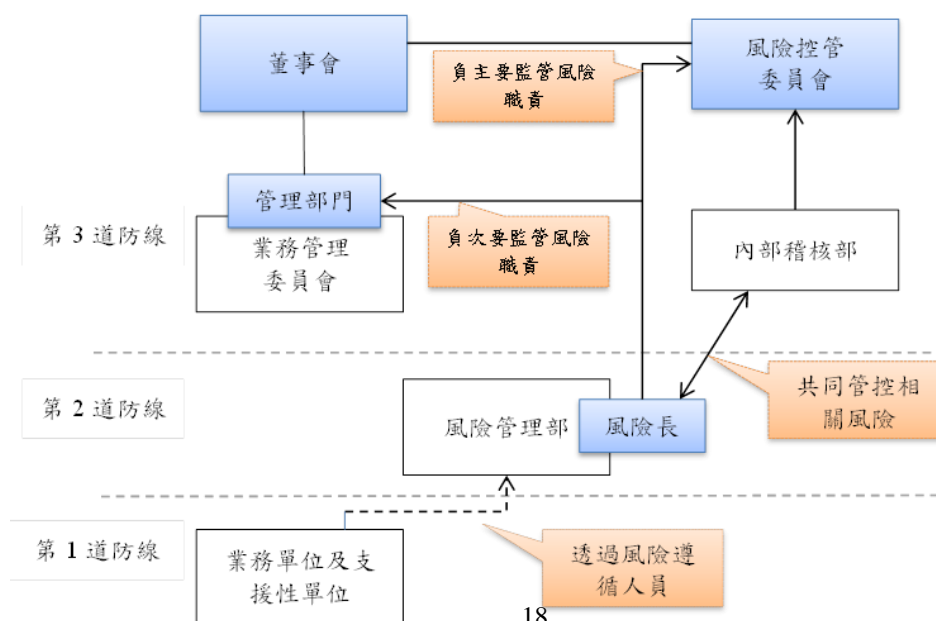 董事會
風險控管
委員會
負主要監管風險
職責
管理部門
第 3 道防線
業務管理
委員會
負次要監管風險
職責
內部稽核部
第 2 道防線
風險管理部
風險長
共同管控相
關風險
第 1 道防線
業務單位及支
援性單位
透過風險遵
循人員
18